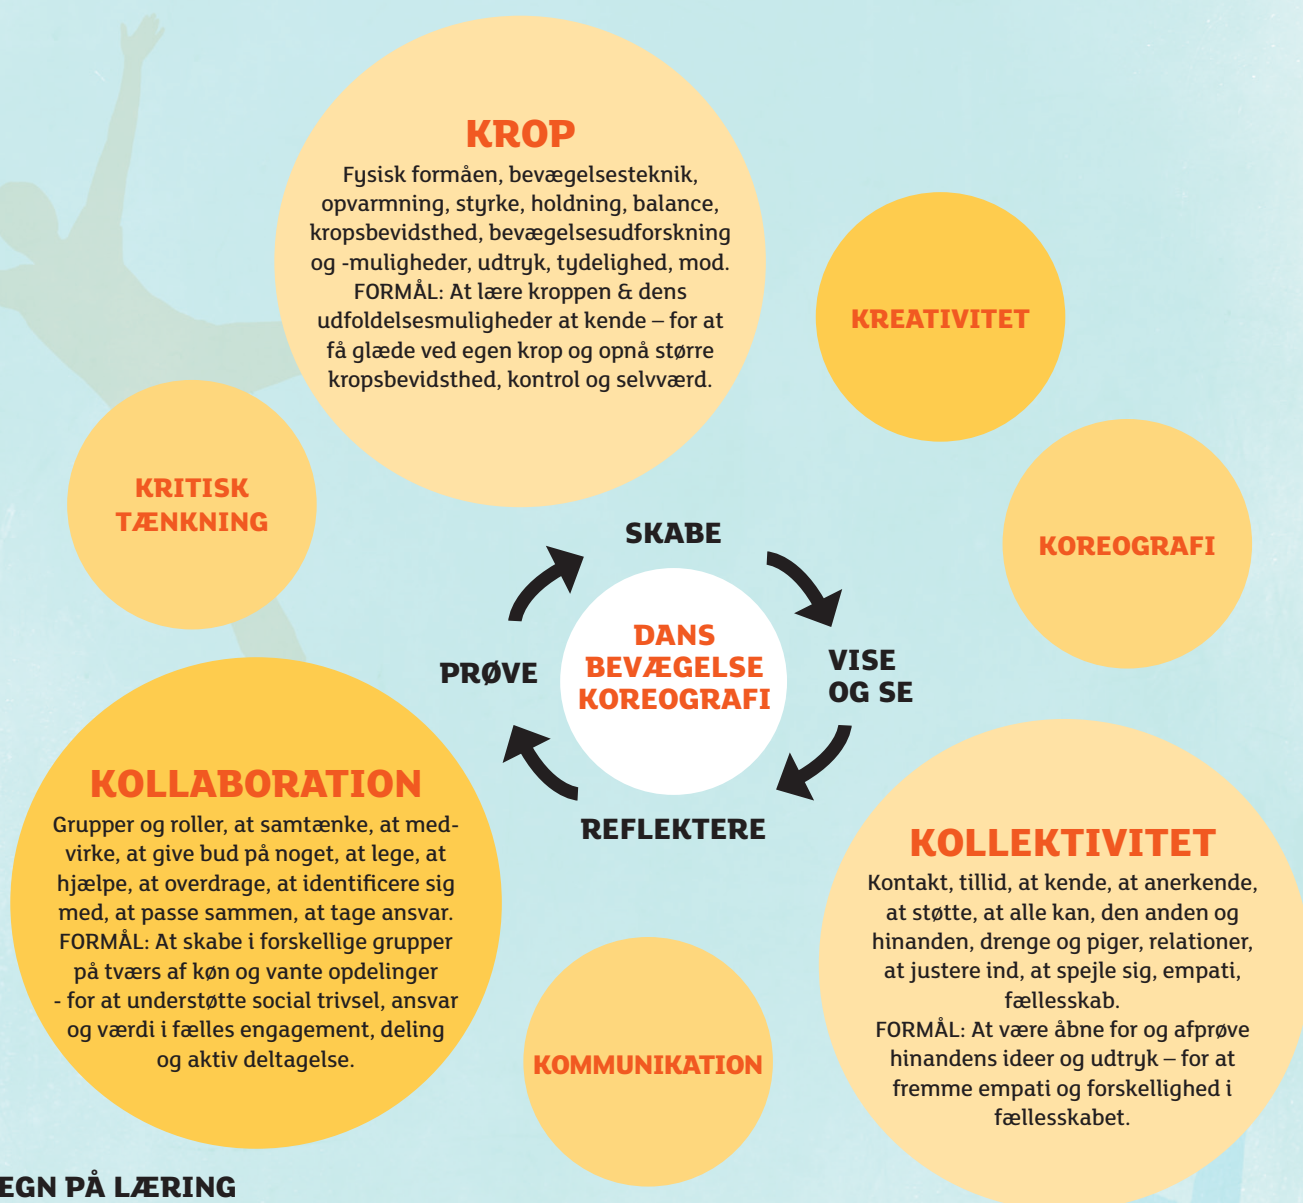 KROP
Fysisk formåen, bevægelsesteknik,
opvarmning, styrke, holdning, balance,
kropsbevidsthed, bevægelsesudforskning
og -muligheder, udtryk, tydelighed, mod.
FORMÅL: At lære kroppen & dens
udfoldelsesmuligheder at kende – for at
få glæde ved egen krop og opnå større
kropsbevidsthed, kontrol og selvværd.
KREATIVITET
KRITISK
TÆNKNING
KOREOGRAFI
SKABE
VISE
OG SE
REFLEKTERE
PRØVE
DANS
BEVÆGELSE
KOREOGRAFI
KOLLABORATION
Grupper og roller, at samtænke, at med-
virke, at give bud på noget, at lege, at
hjælpe, at overdrage, at identificere sig
med, at passe sammen, at tage ansvar.
FORMÅL: At skabe i forskellige grupper
på tværs af køn og vante opdelinger
- for at understøtte social trivsel, ansvar
og værdi i fælles engagement, deling
og aktiv deltagelse.
KOMMUNIKATION
KOLLEKTIVITET
Kontakt, tillid, at kende, at anerkende,
at støtte, at alle kan, den anden og
hinanden, drenge og piger, relationer,
at justere ind, at spejle sig, empati,
fællesskab.
FORMÅL: At være åbne for og afprøve
hinandens ideer og udtryk – for at
fremme empati og forskellighed i
fællesskabet.
EGN PÅ LÆRING